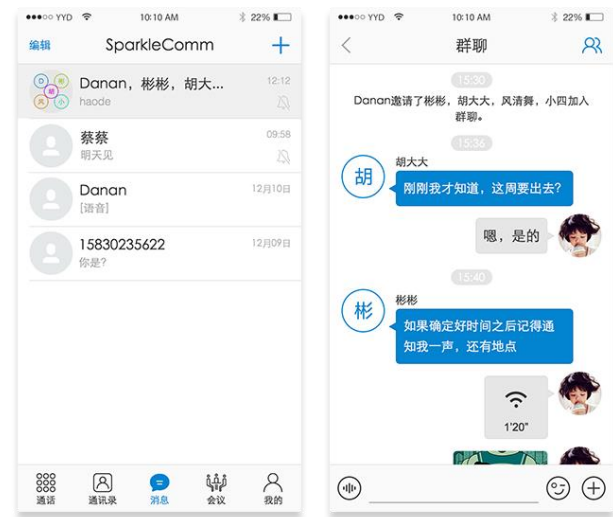 YYD 10:10 AM 22%
编辑 SparkleComm
Danan，彬彬，胡大... 12:12
haode
D 彬
胡
风 小
蔡蔡 09:58
明天见
Danan 12月10日
[语音]
15830235622 12月09日
你是?
通话 通讯录 消息 会议 我的
YYD 10:10 AM 22%
群聊
15:30
Danan邀请了彬彬，胡大大，风清舞，小四加入
群聊。
15:36
胡大大
胡
刚刚我才知道，这周要出去?
嗯，是的
15:40
彬彬
彬
如果确定好时间之后记得通
知我一声，还有地点
1'20"